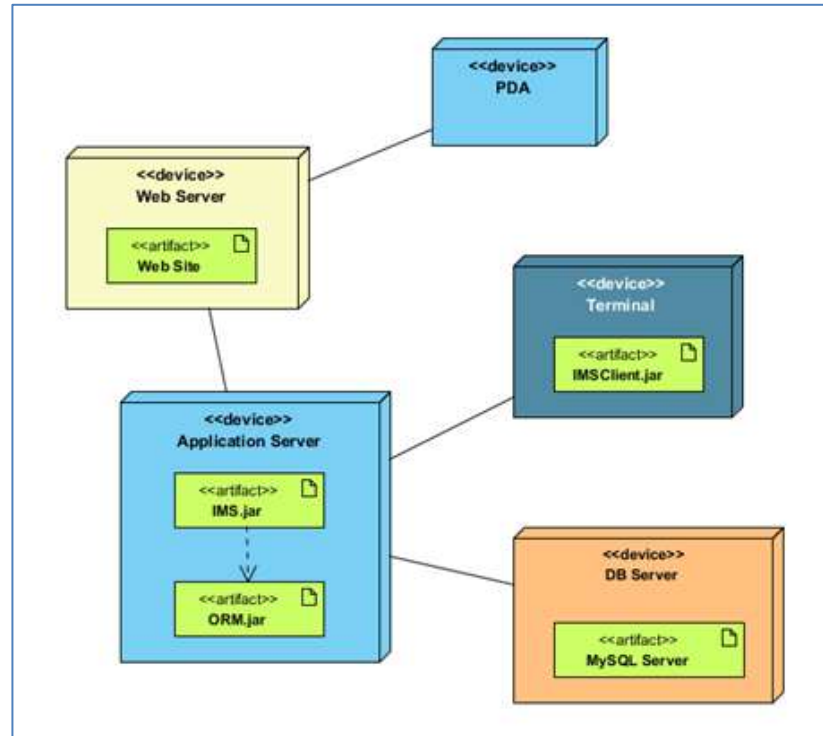 <<device>>
PDA
<<device>>
Web Server
<<artifact>>
Web Site
<<device>>
Terminal
<<artifact>>
IMSClient.jar
<<device>>
Application Server
<<artifact>>
IMS.jar
<<artifact>>
ORM.jar
<<device>>
DB Server
<<artifact>>
MySQL Server